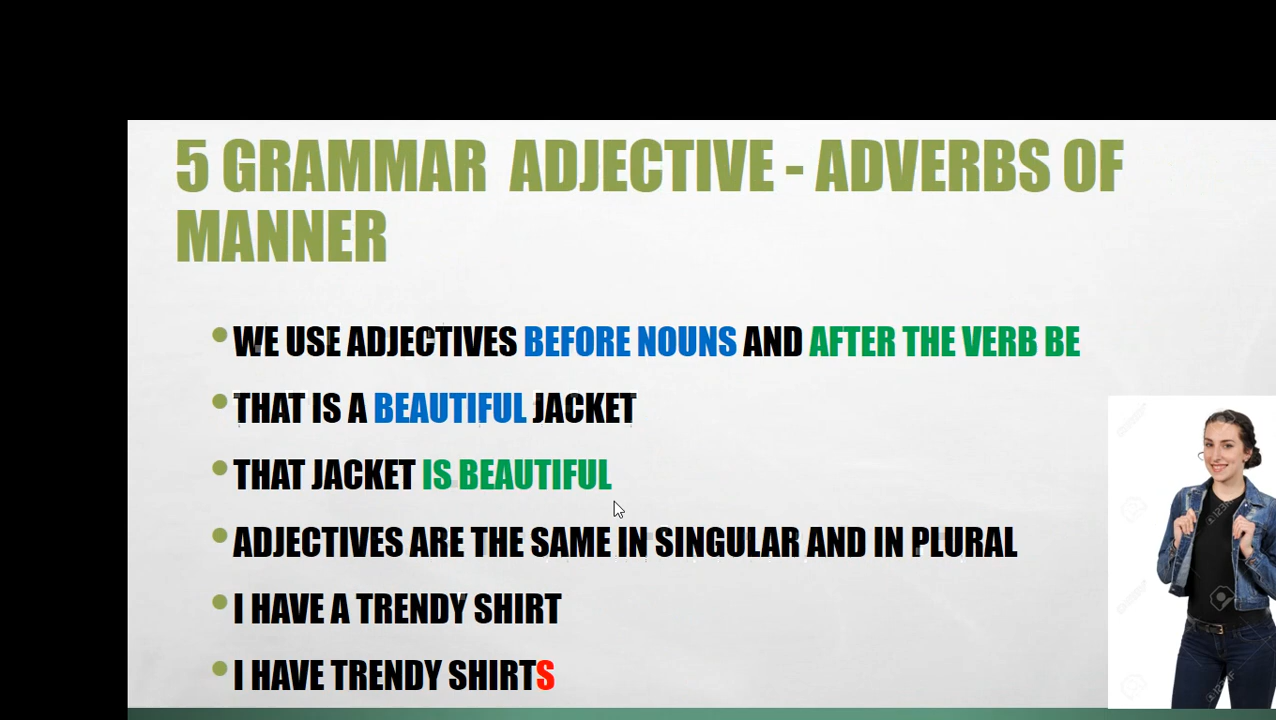 5 GRAMMAR ADJECTIVE - ADVERBS OF
MANNER
WE USE ADJECTIVES BEFORE NOUNS AND AFTER THE VERB BE
THAT IS A BEAUTIFUL JACKET
THAT JACKET IS BEAUTIFUL
ADJECTIVES ARE THE SAME IN SINGULAR AND IN PLURAL
I HAVE A TRENDY SHIRT
I HAVE TRENDY SHIRTS